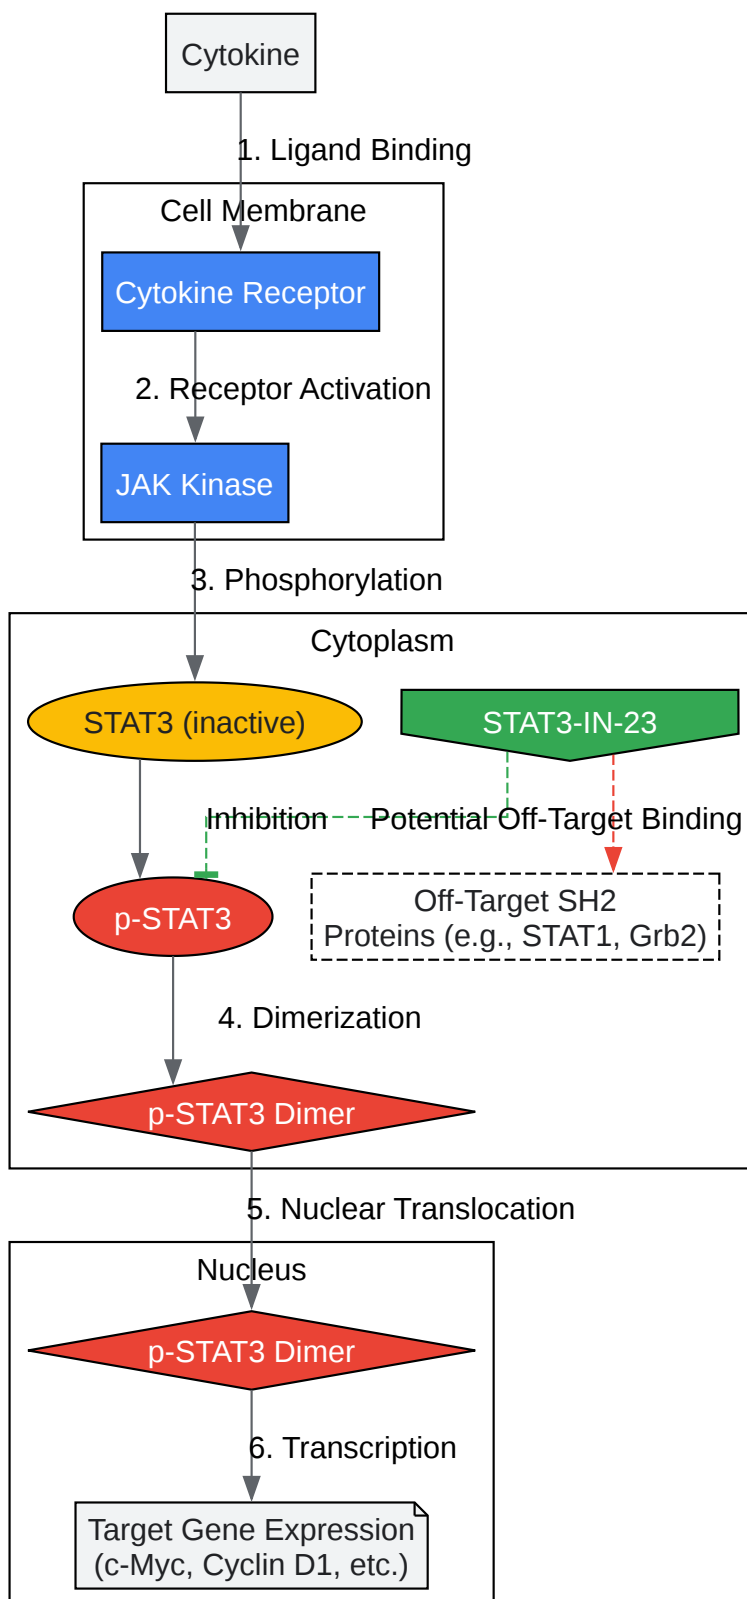 Cytokine
1. Ligand Binding
Cell Membrane
Cytokine Receptor
2. Receptor Activation
JAK Kinase
3. Phosphorylation
Cytoplasm
STAT3 (inactive)
STAT3-IN-23
Inhibition
Potential Off-Target Binding
p-STAT3
Off-Target SH2
Proteins (e.g., STAT1, Grb2)
4. Dimerization
p-STAT3 Dimer
5. Nuclear Translocation
Nucleus
p-STAT3 Dimer
6. Transcription
Target Gene Expression
(c-Myc, Cyclin D1, etc.)